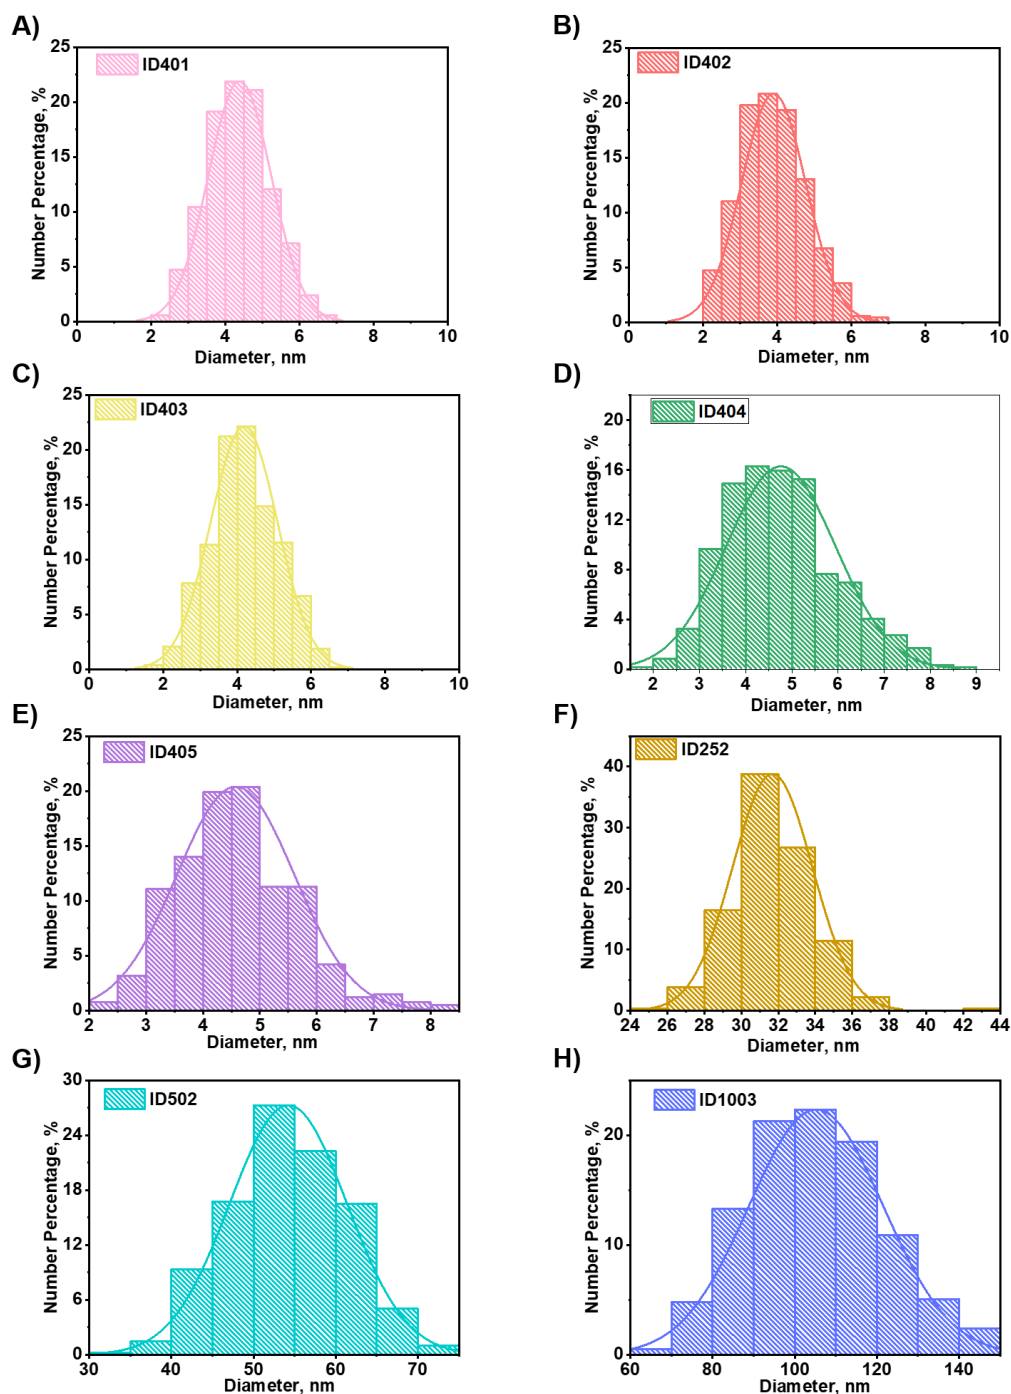 A)
ID401
Number Percentage, %
25
20
15
10
5
0
0 2 4 6 8 10
Diameter, nm
B)
ID402
Number Percentage, %
25
20
15
10
5
0
0 2 4 6 8 10
Diameter, nm
C)
ID403
Number Percentage, %
25
20
15
10
5
0
0 2 4 6 8 10
Diameter, nm
D)
ID404
Number Percentage, %
20
16
12
8
4
0
2 3 4 5 6 7 8 9
Diameter, nm
E)
ID405
Number Percentage, %
25
20
15
10
5
0
2 3 4 5 6 7 8
Diameter, nm
F)
ID252
Number Percentage, %
40
30
20
10
0
24 26 28 30 32 34 36 38 40 42 44
Diameter, nm
G)
ID502
Number Percentage, %
30
24
18
12
6
0
30 40 50 60 70
Diameter, nm
H)
ID1003
Number Percentage, %
20
10
0
60 80 100 120 140
Diameter, nm